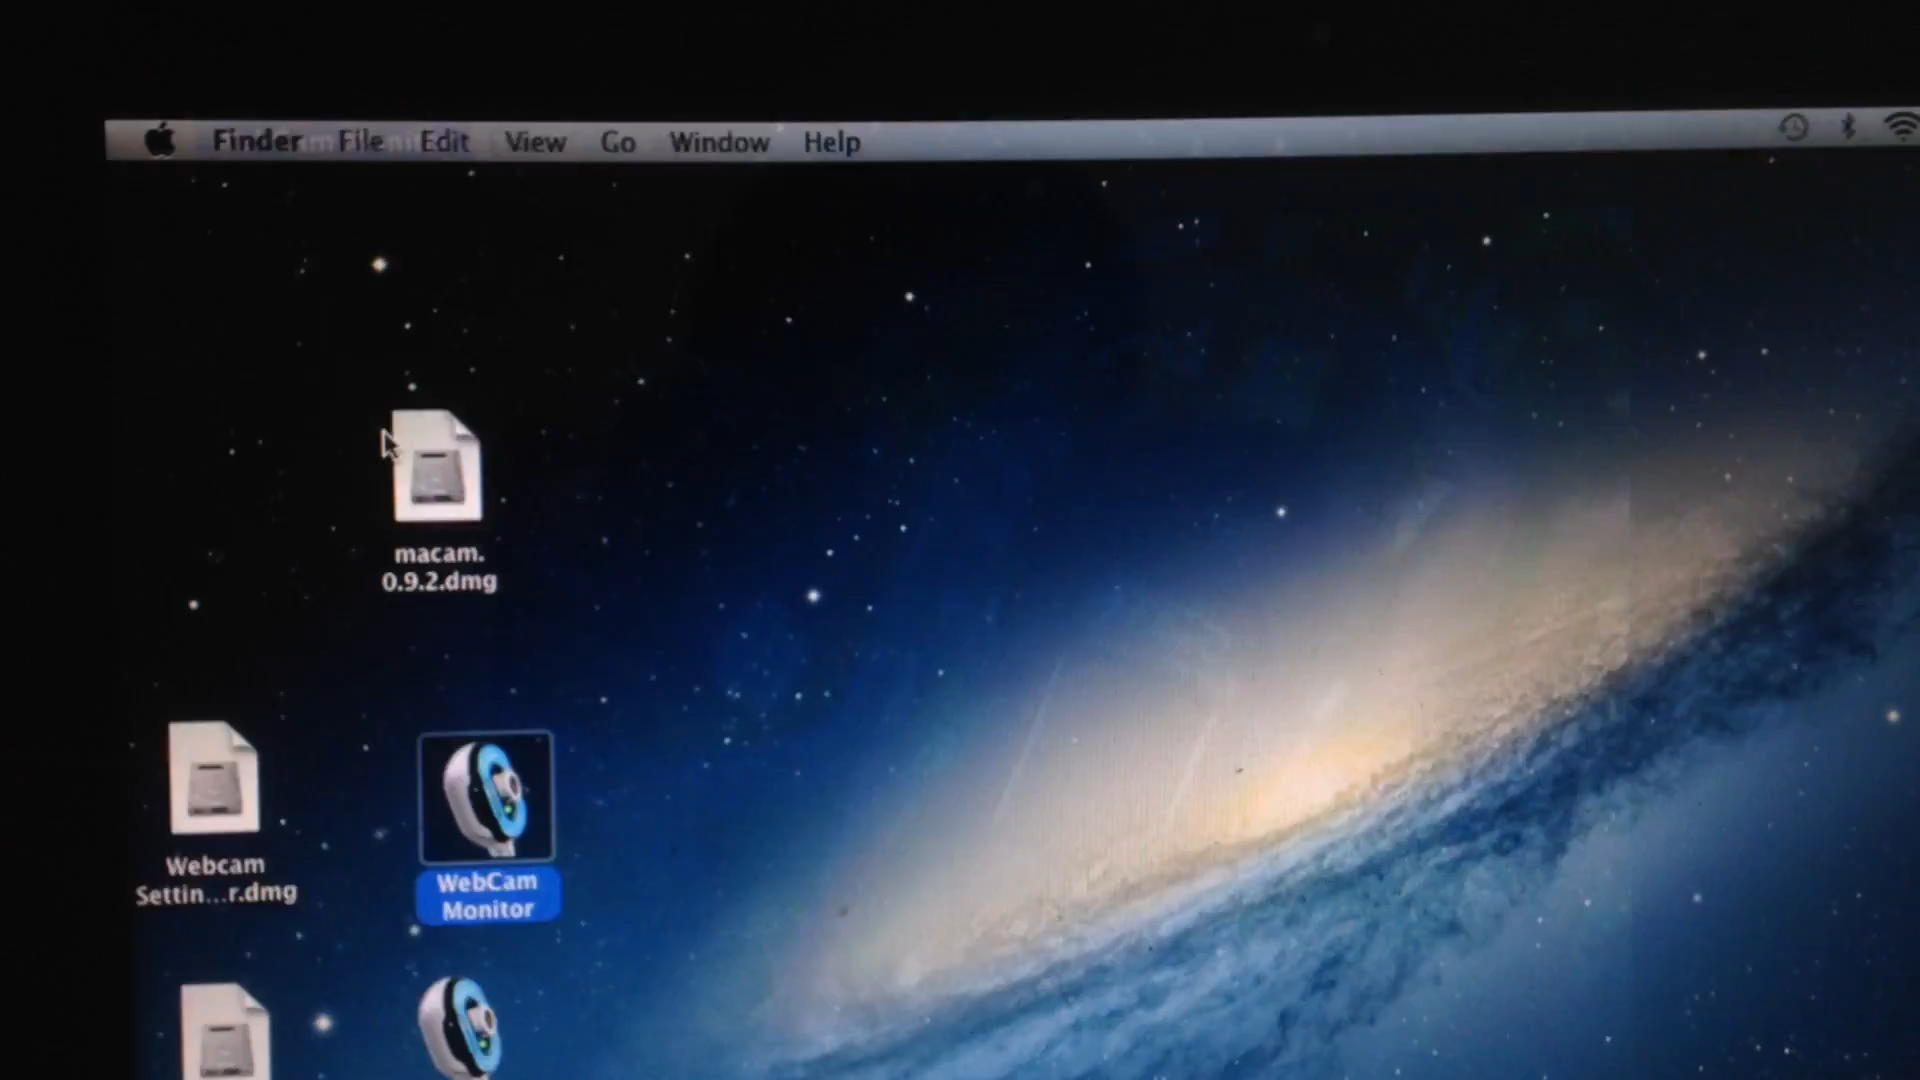 Finder File Edit View Go Window Help
macam.
0.9.2.dmg
Webcam
Settin...r.dmg
WebCam
Monitor